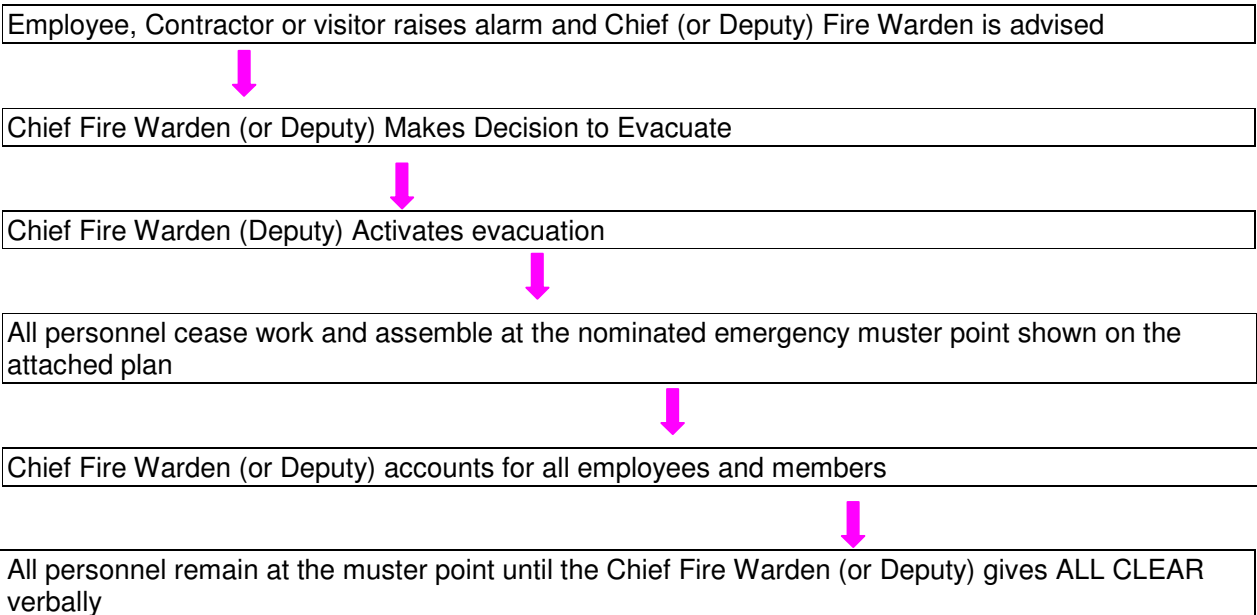 Employee, Contractor or visitor raises alarm and Chief (or Deputy) Fire Warden is advised
Chief Fire Warden (or Deputy) Makes Decision to Evacuate
Chief Fire Warden (Deputy) Activates evacuation
All personnel cease work and assemble at the nominated emergency muster point shown on the
attached plan
Chief Fire Warden (or Deputy) accounts for all employees and members
All personnel remain at the muster point until the Chief Fire Warden (or Deputy) gives ALL CLEAR
verbally